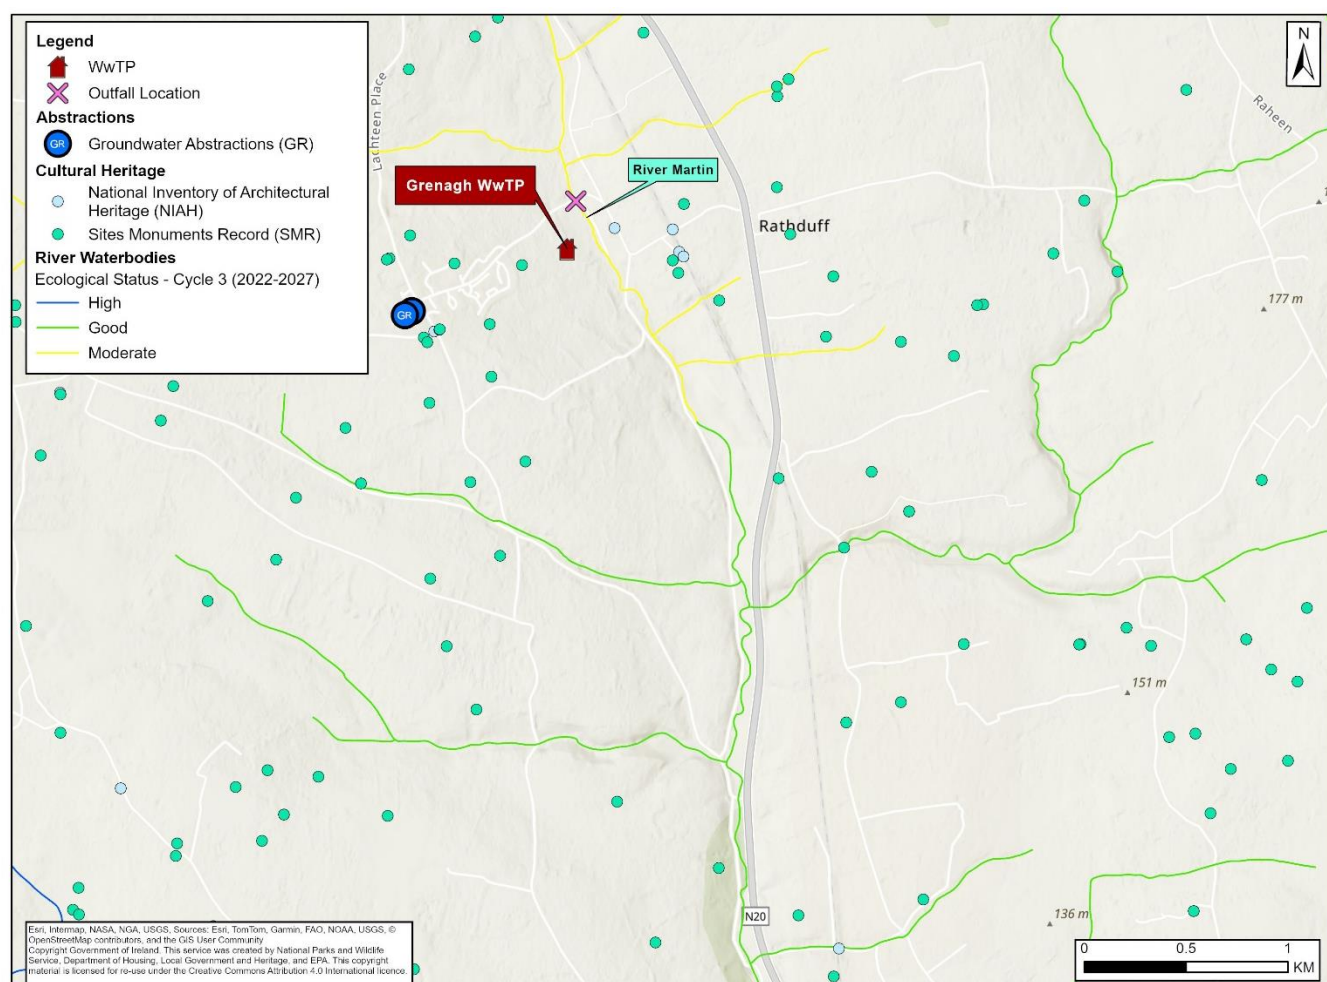 Legend
WwTP
Outfall Location
Abstractions
GR
Groundwater Abstractions (GR)
Cultural Heritage
National Inventory of Architectural
Heritage (NIAH)
Sites Monuments Record (SMR)
River Waterbodies
Ecological Status - Cycle 3 (2022-2027)
High
Good
Moderate
Lachteen Place
N
Raheen
River Martin
Grenagh WwTP
Rathduff
177 m
GR
151 m
136 m
N20
Esri, Intermap, NASA, NGA, USGS, Sources: Esri, TomTom, Garmin, FAO, NOAA, USGS, ©
OpenStreetMap contributors, and the GIS User Community
Copyright Government of Ireland. This service was created by National Parks and Wildlife
Service, Department of Housing, Local Government and Heritage, and EPA. This copyright
material is licensed for re-use under the Creative Commons Attribution 4.0 International licence.
0 0.5 1
KM